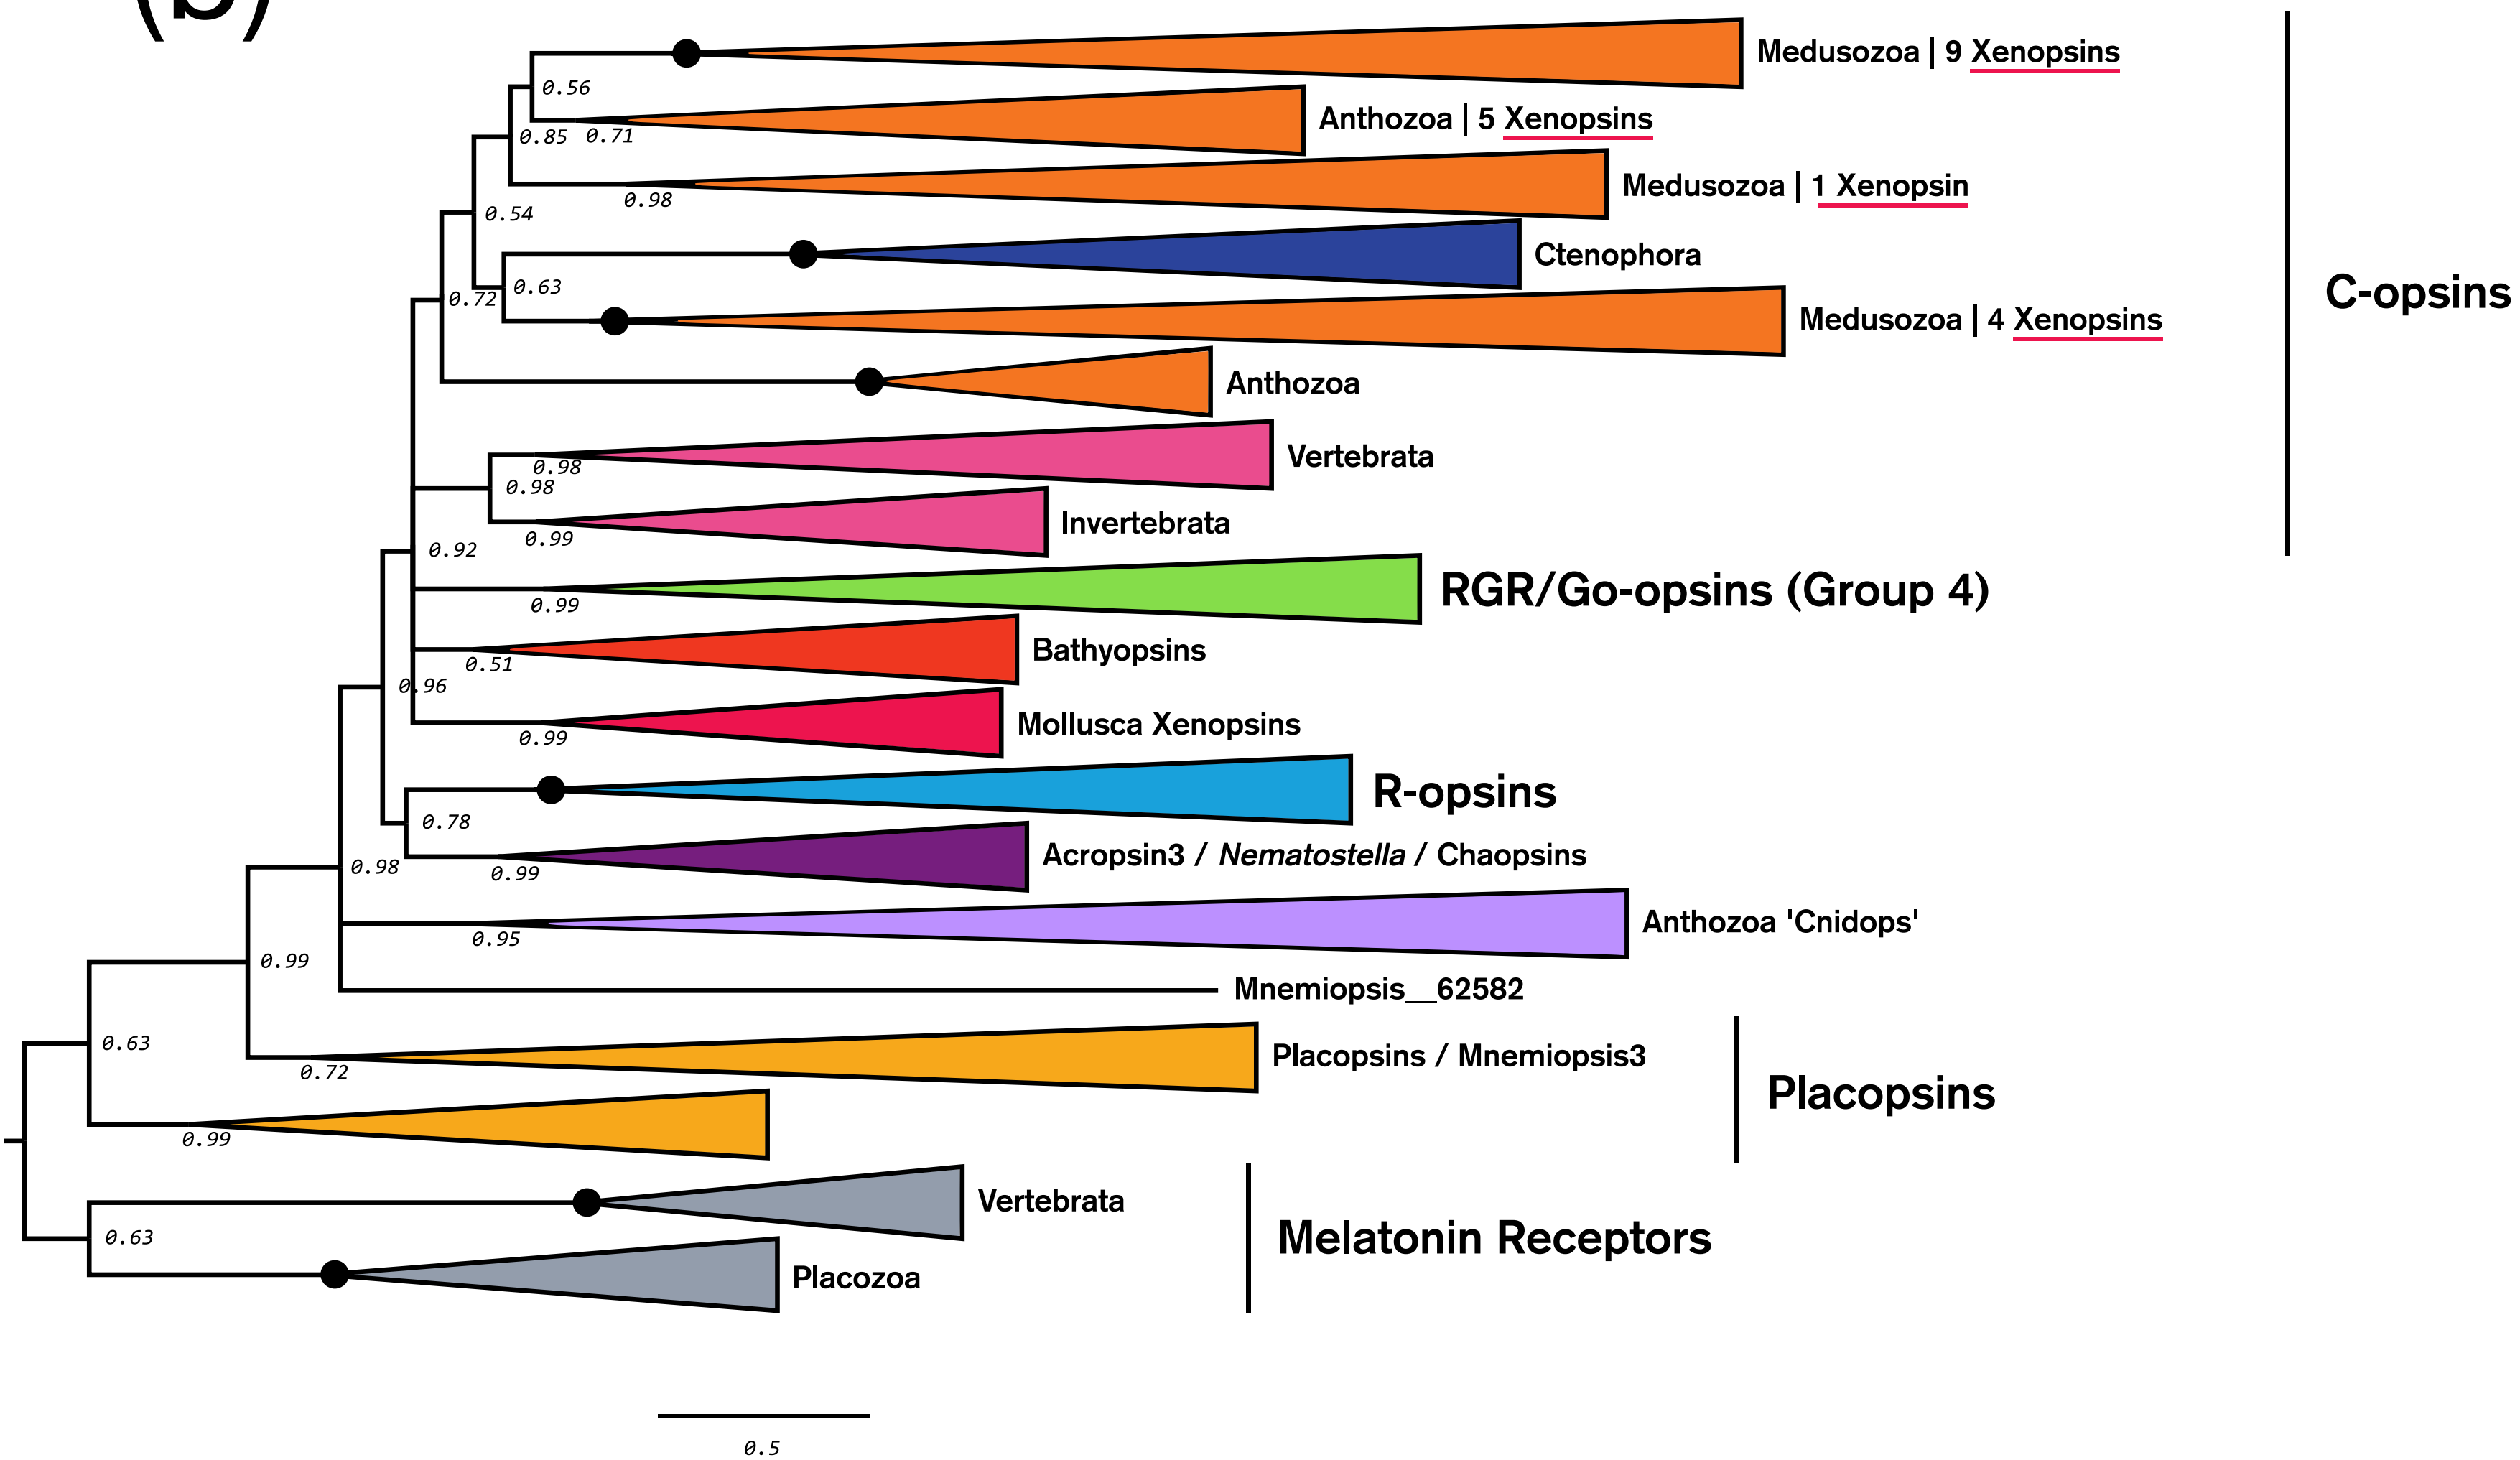 (b)
Medusozoa | 9 Xenopsins
0.56
Anthozoa | 5 Xenopsins
0.85 0.71
Medusozoa | 1 Xenopsin
0.98
0.54
Ctenophora
0.63
0.72
C-opsins
Medusozoa | 4 Xenopsins
Anthozoa
Vertebrata
0.98
0.98
Invertebrata
0.99
0.92
RGR/Go-opsins (Group 4)
0.99
Bathyopsins
0.51
0.96
Mollusca Xenopsins
0.99
R-opsins
0.78
Acropsin3 / Nematostella / Chaopsins
0.98
0.99
Anthozoa 'Cnidops'
0.95
0.99
Mnemiopsis__62582
0.63
Placopsins / Mnemiopsis3
0.72
Placopsins
0.99
Vertebrata
0.63
Melatonin Receptors
Placozoa
0.5